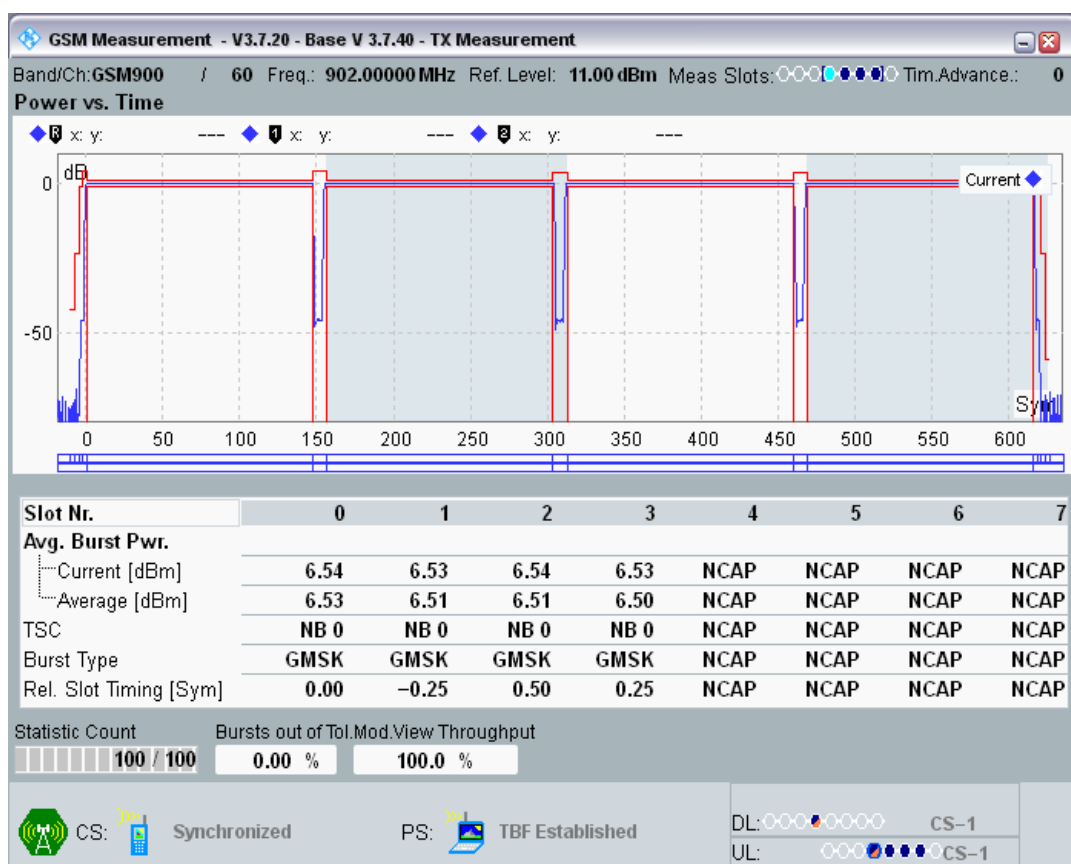 GSM Measurement - V3.7.20 - Base V 3.7.40 - TX Measurement
Band/Ch:GSM900 / 60 Freq.: 902.00000 MHz Ref. Level: 11.00 dBm Meas Slots: Tim.Advance.: 0
Power vs. Time
R x: y: --- 1 x: y: --- 2 x: y: ---
dB
0
Current
-50
Sym
0 50 100 150 200 250 300 350 400 450 500 550 600
Slot Nr. 0 1 2 3 4 5 6 7
Avg. Burst Pwr.
Current [dBm] 6.54 6.53 6.54 6.53 NCAP NCAP NCAP NCAP
Average [dBm] 6.53 6.51 6.51 6.50 NCAP NCAP NCAP NCAP
TSC NB 0 NB 0 NB 0 NB 0 NCAP NCAP NCAP NCAP
Burst Type GMSK GMSK GMSK GMSK NCAP NCAP NCAP NCAP
Rel. Slot Timing [Sym] 0.00 −0.25 0.50 0.25 NCAP NCAP NCAP NCAP
Statistic Count Bursts out of Tol. Mod.View Throughput
100 / 100 0.00 % 100.0 %
CS: Synchronized PS: TBF Established DL: CS−1
UL: CS−1